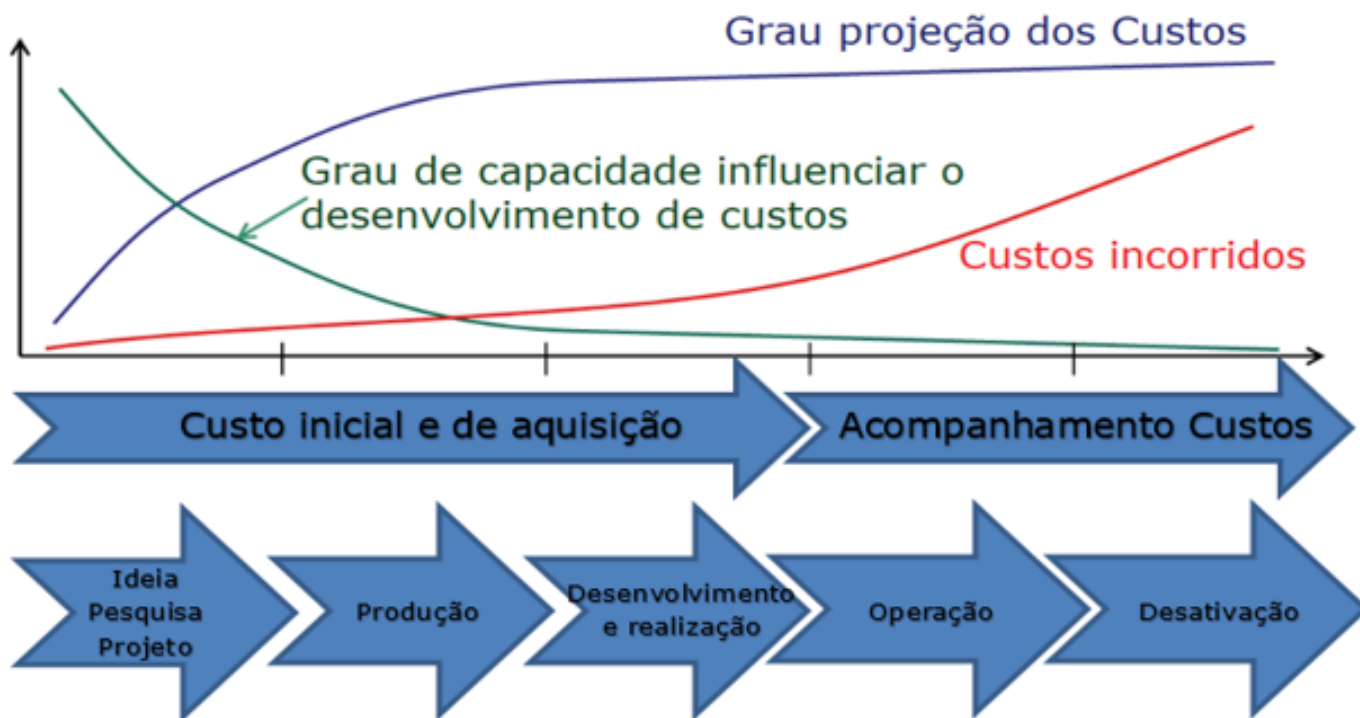 Grau projeção dos Custos
Grau de capacidade influenciar o
desenvolvimento de custos
Custos incorridos
Custo inicial e de aquisição
Acompanhamento Custos
Ideia
Pesquisa
Projeto
Produção
Desenvolvimento
e realização
Operação
Desativação